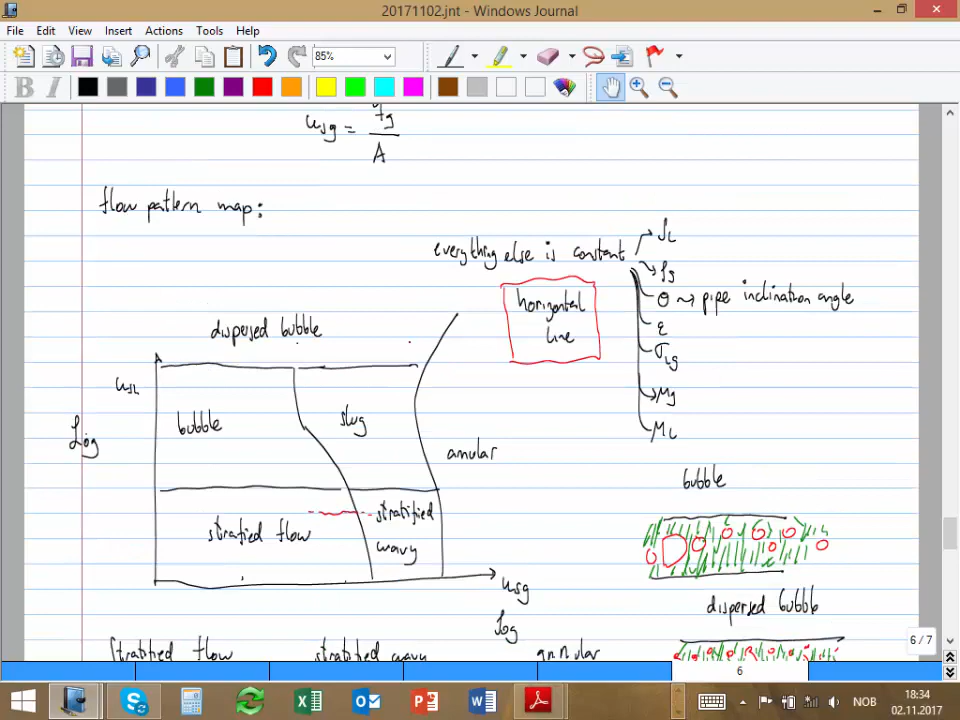 20171102.jnt - Windows Journal
File Edit View Insert Actions Tools Help
85%
B I
usg = qg / A
flow pattern map:
everything else is constant
ρL
ρg
θ → pipe inclination angle
ε
σLg
μg
μL
horizontal
line
dispersed bubble
usL
Log
bubble
slug
anular
stratied flow
stratified
wavy
usg
Log
bubble
dispersed bubble
Stratified flow
stratified wavy
annular
6 / 7
6
NOB
18:34
02.11.2017